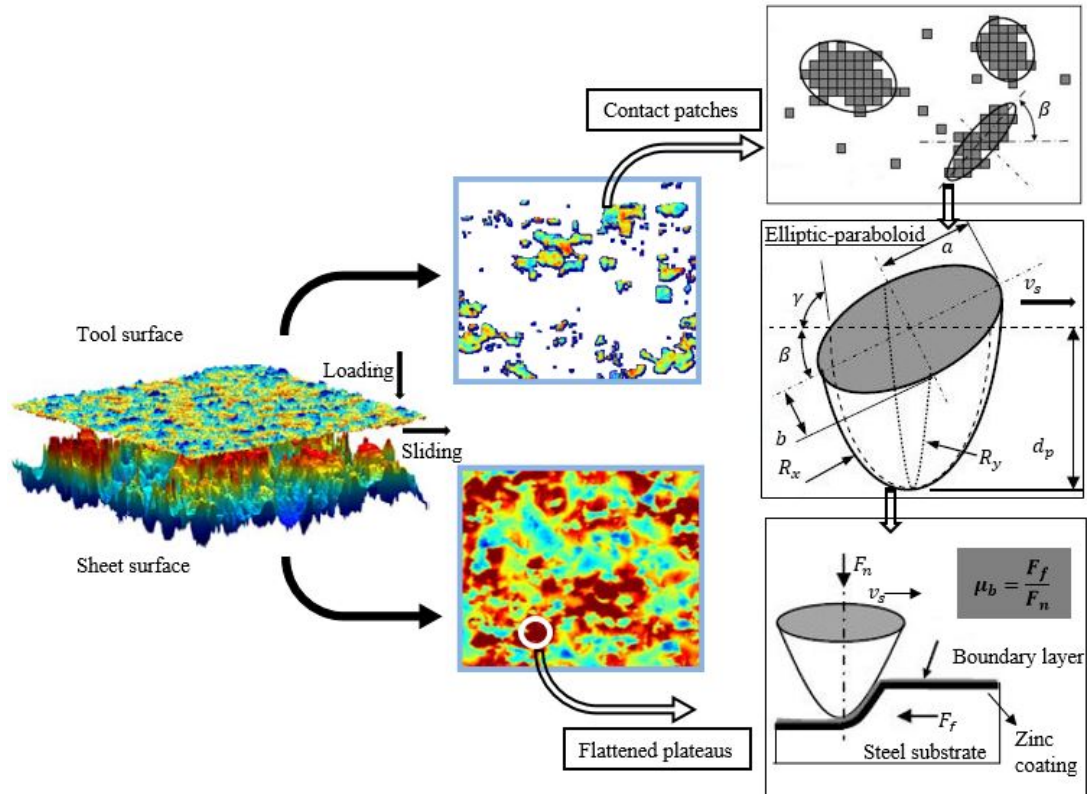 Tool surface
Loading
Sliding
Sheet surface
Contact patches
β
Elliptic-paraboloid
a
v_s
γ
β
b
R_x
R_y
d_p
Flattened plateaus
F_n
v_s
μ_b = F_f / F_n
Boundary layer
F_f
Steel substrate
Zinc
coating